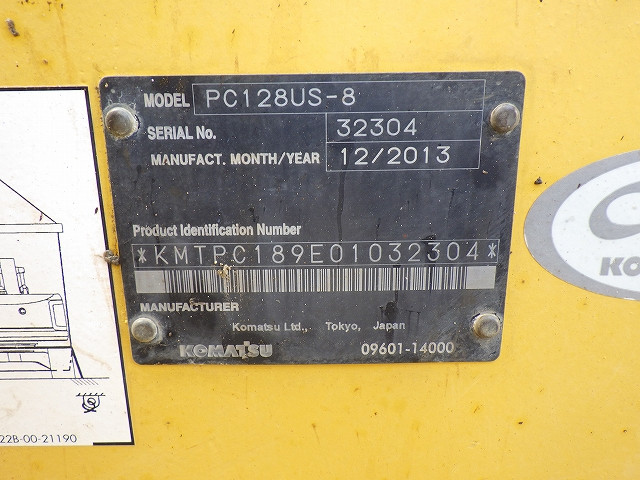 MODEL PC128US-8
SERIAL No. 32304
MANUFACT. MONTH/YEAR 12/2013
Product Identification Number
*KMTPC189E01032304*
MANUFACTURER
Komatsu Ltd., Tokyo, Japan
KOMATSU 09601-14000
KO
22B-00-21190